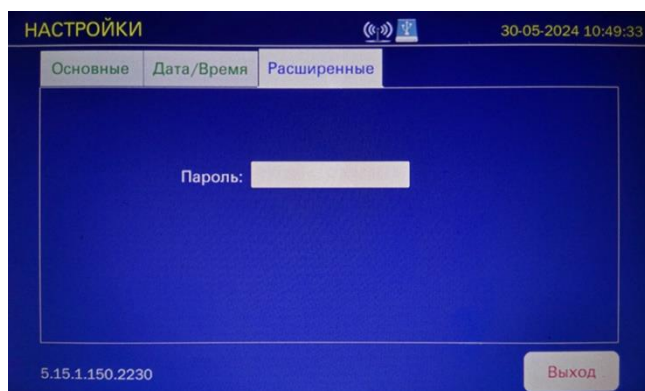 НАСТРОЙКИ 30-05-2024 10:49:33
Основные Дата/Время Расширенные
Пароль:
5.15.1.150.2230 Выход